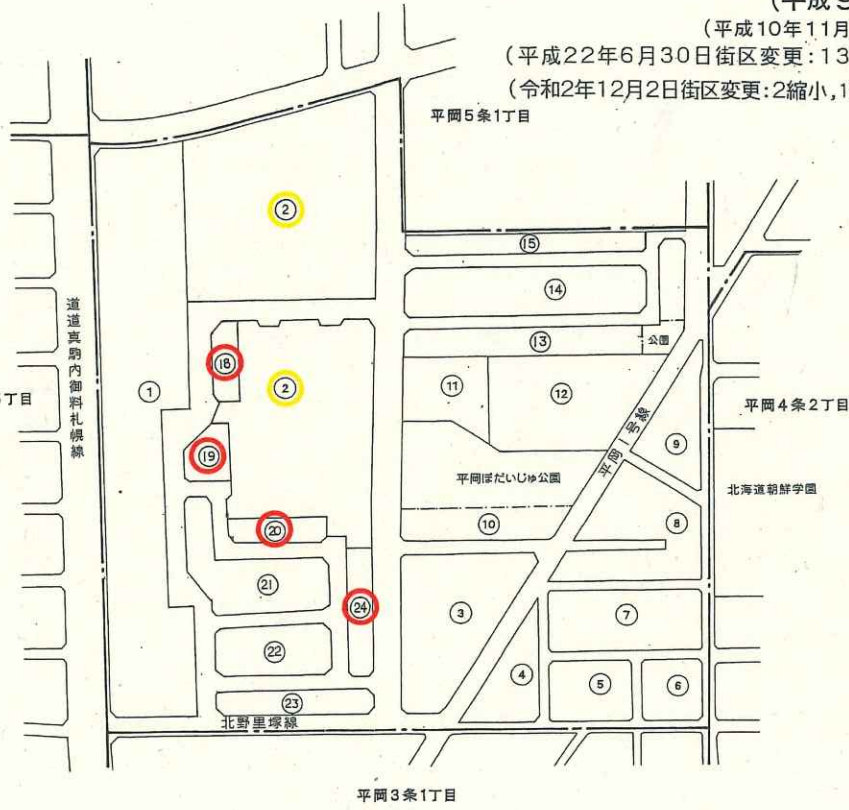 (平成9
(平成10年11月
(平成22年6月30日街区変更:13
(令和2年12月2日街区変更:2縮小,1
平岡5条1丁目
②
⑮
⑭
道道真駒内御料札幌線
⑬
公園
⑱
①
②
⑪
⑫
丁目
平岡4条2丁目
平岡1号線
⑨
⑲
平岡ぼだいじゅ公園
北海道朝鮮学園
⑩
⑧
⑳
㉑
㉔
③
⑦
㉒
④
⑤
⑥
㉓
北野里塚線
平岡3条1丁目